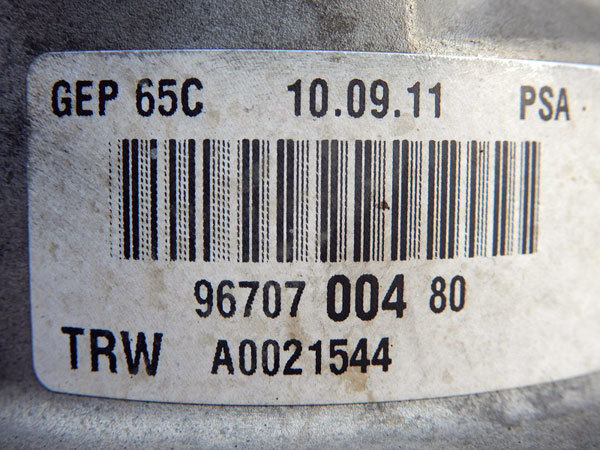 GEP 65C 10.09.11 PSA
96707 004 80
TRW A0021544